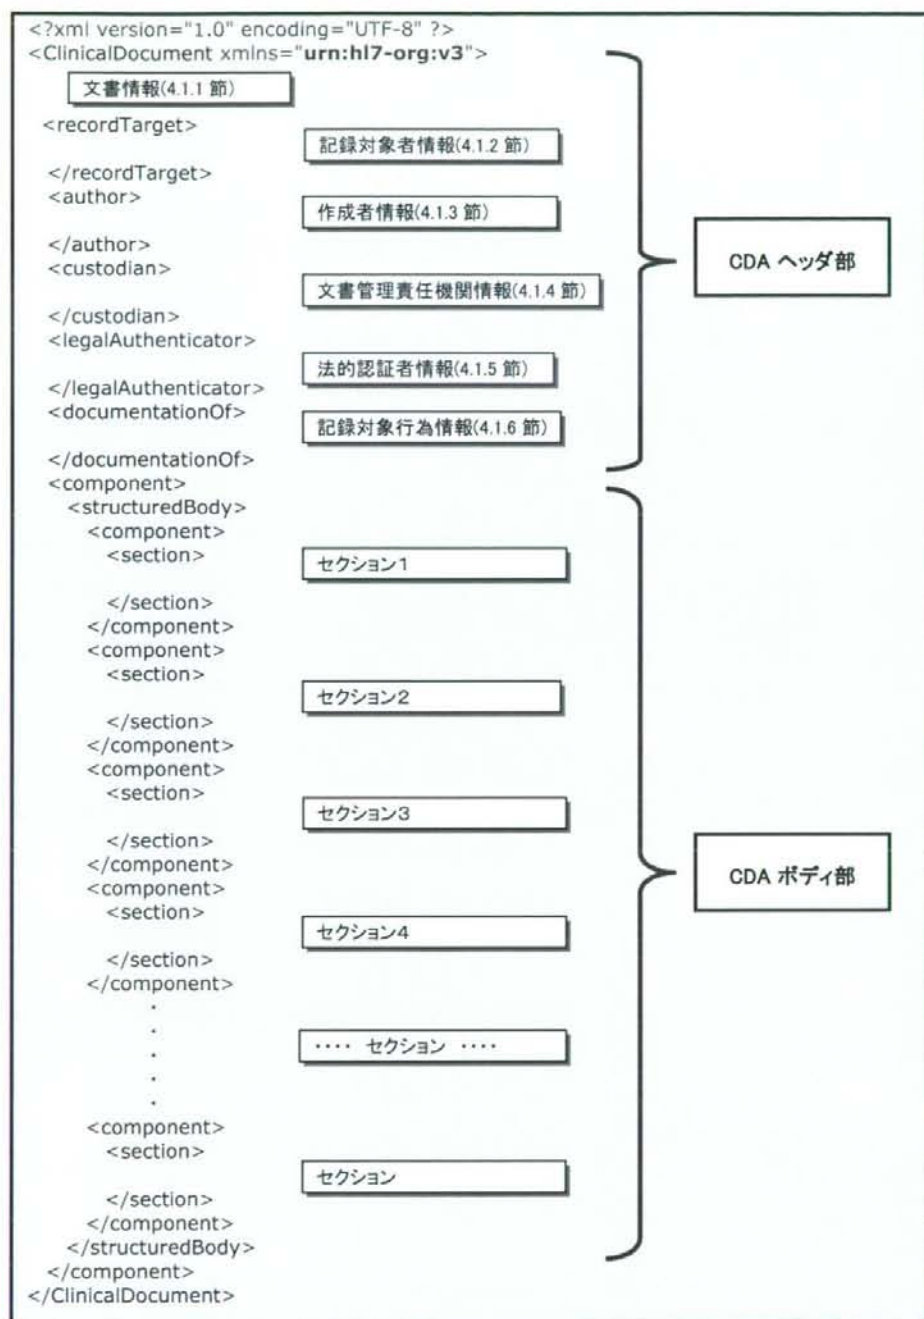 <?xml version="1.0" encoding="UTF-8" ?>
<ClinicalDocument xmlns="urn:hl7-org:v3">
文書情報(4.1.1 節)
<recordTarget>
記録対象者情報(4.1.2 節)
</recordTarget>
<author>
作成者情報(4.1.3 節)
</author>
<custodian>
CDA ヘッダ部
文書管理責任機関情報(4.1.4 節)
</custodian>
<legalAuthenticator>
法的認証者情報(4.1.5 節)
</legalAuthenticator>
<documentationOf>
記録対象行為情報(4.1.6 節)
</documentationOf>
<component>
<structuredBody>
<component>
<section>
セクション1
</section>
</component>
<component>
<section>
セクション2
</section>
</component>
<component>
<section>
セクション3
</section>
</component>
CDA ボディ部
<component>
<section>
セクション4
</section>
</component>
・
・
・
・
・
・・・・ セクション ・・・・
<component>
<section>
セクション
</section>
</component>
</structuredBody>
</component>
</ClinicalDocument>